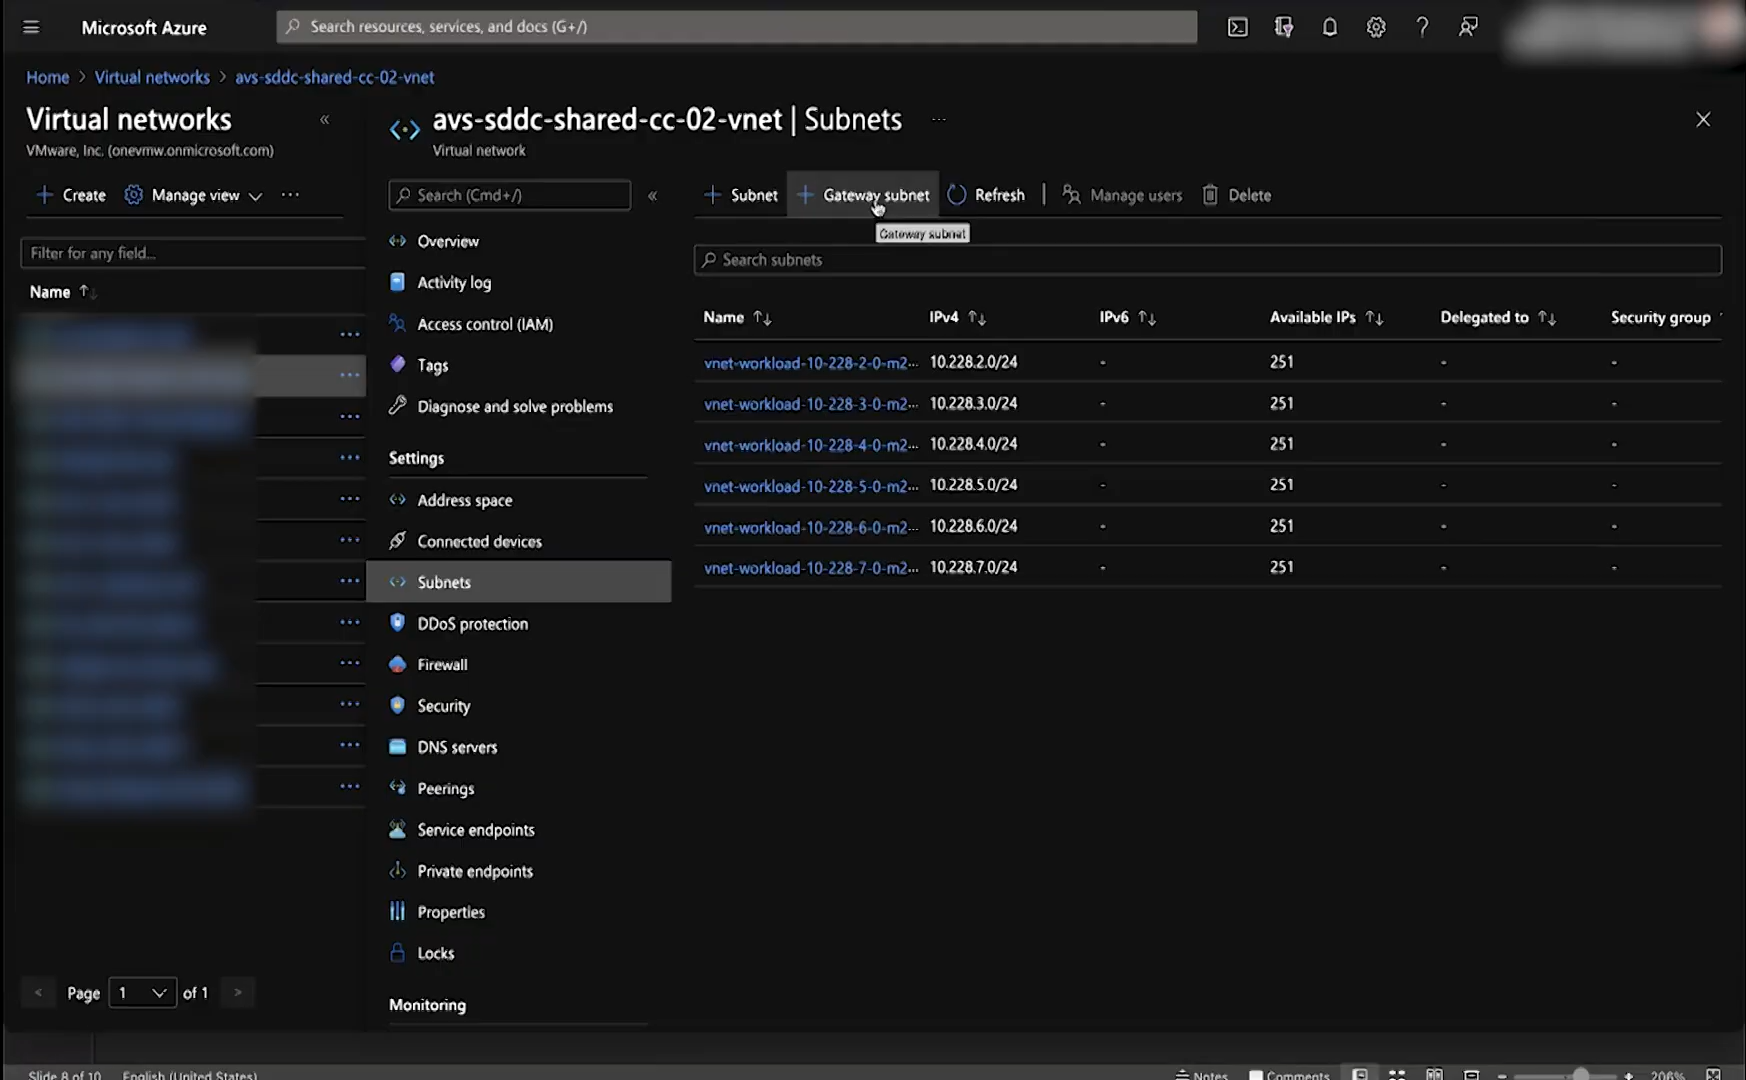 Microsoft Azure
Search resources, services, and docs (G+/)
Home > Virtual networks > avs-sddc-shared-cc-02-vnet
Virtual networks
VMware, Inc. (onevmw.onmicrosoft.com)
+ Create Manage view ...
Filter for any field...
Name ↑↓
Page 1 of 1
avs-sddc-shared-cc-02-vnet | Subnets ...
Virtual network
Search (Cmd+/)
Overview
Activity log
Access control (IAM)
Tags
Diagnose and solve problems
Settings
Address space
Connected devices
Subnets
DDoS protection
Firewall
Security
DNS servers
Peerings
Service endpoints
Private endpoints
Properties
Locks
Monitoring
+ Subnet + Gateway subnet Refresh | Manage users Delete
Gateway subnet
Search subnets
Name ↑↓ IPv4 ↑↓ IPv6 ↑↓ Available IPs ↑↓ Delegated to ↑↓ Security group
vnet-workload-10-228-2-0-m2... 10.228.2.0/24 - 251 - -
vnet-workload-10-228-3-0-m2... 10.228.3.0/24 - 251 - -
vnet-workload-10-228-4-0-m2... 10.228.4.0/24 - 251 - -
vnet-workload-10-228-5-0-m2... 10.228.5.0/24 - 251 - -
vnet-workload-10-228-6-0-m2... 10.228.6.0/24 - 251 - -
vnet-workload-10-228-7-0-m2... 10.228.7.0/24 - 251 - -
Slide 8 of 10 English (United States) Notes Comments 206%